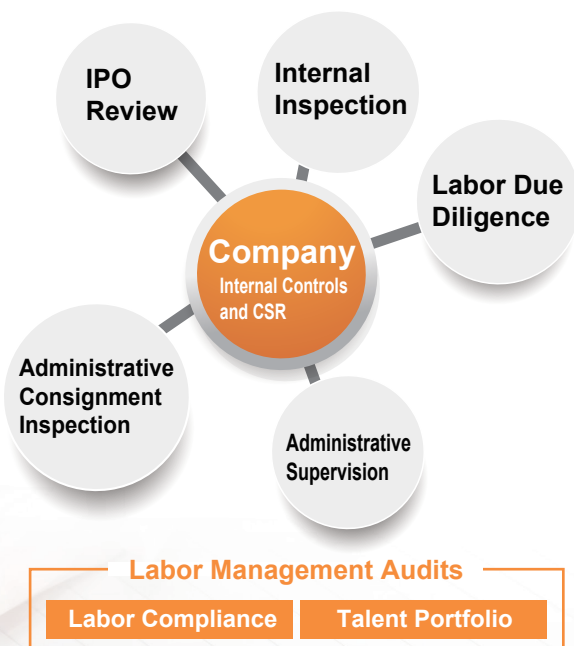 IPO
Review
Internal
Inspection
Labor Due
Diligence
Company
Internal Controls
and CSR
Administrative
Consignment
Inspection
Administrative
Supervision
Labor Management Audits
Labor Compliance
Talent Portfolio